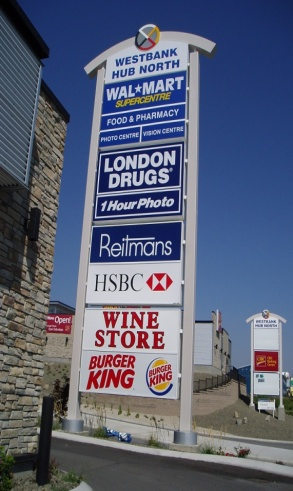 WESTBANK
HUB NORTH
WAL★MART
SUPERCENTRE
FOOD & PHARMACY
PHOTO CENTRE VISION CENTRE
LONDON
DRUGS
1 Hour Photo
Reitmans
HSBC
WINE
STORE
BURGER
KING
BURGER
KING
Now Open!
WESTBANK
HUB NORTH